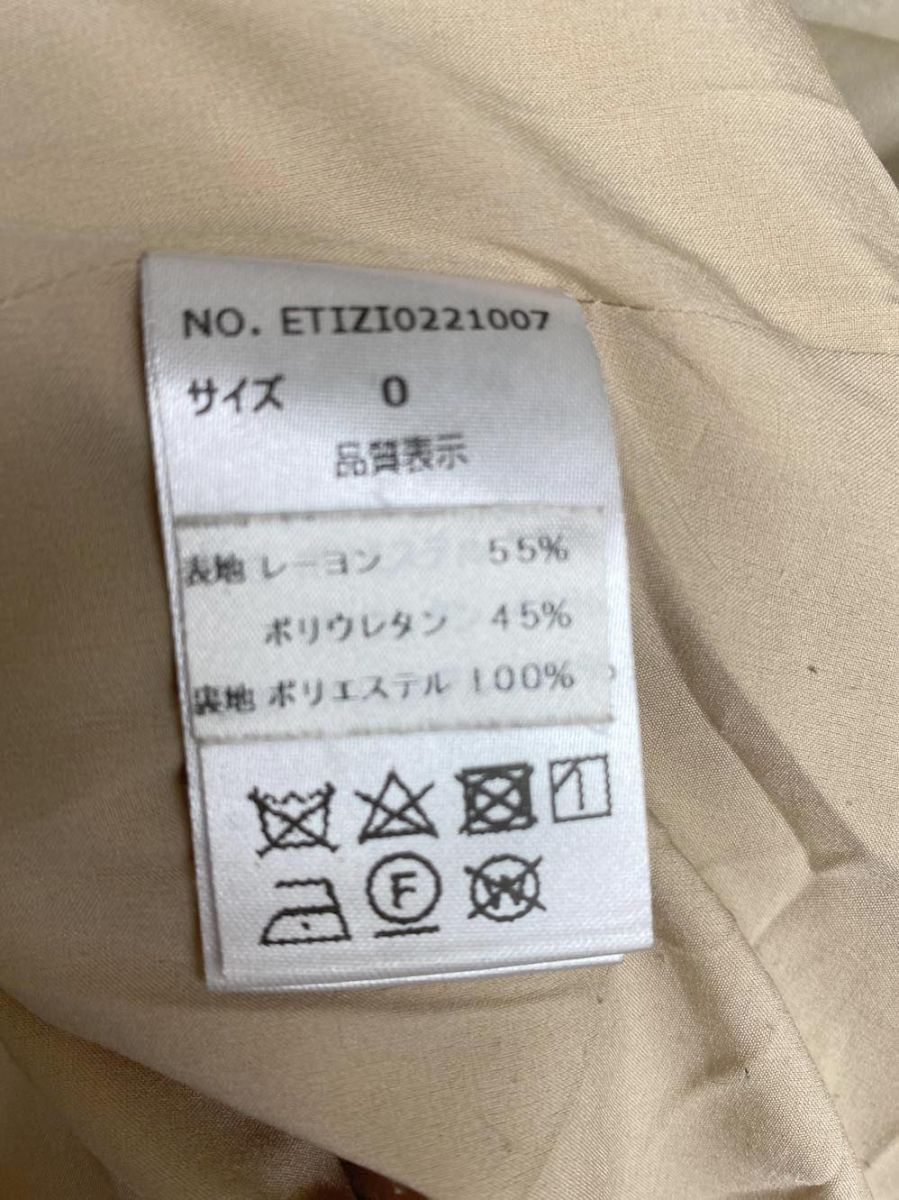 NO. ETIZI0221007
サイズ 0
品質表示
表地 レーヨン 55%
ポリウレタン 45%
裏地 ポリエステル 100%
F
W